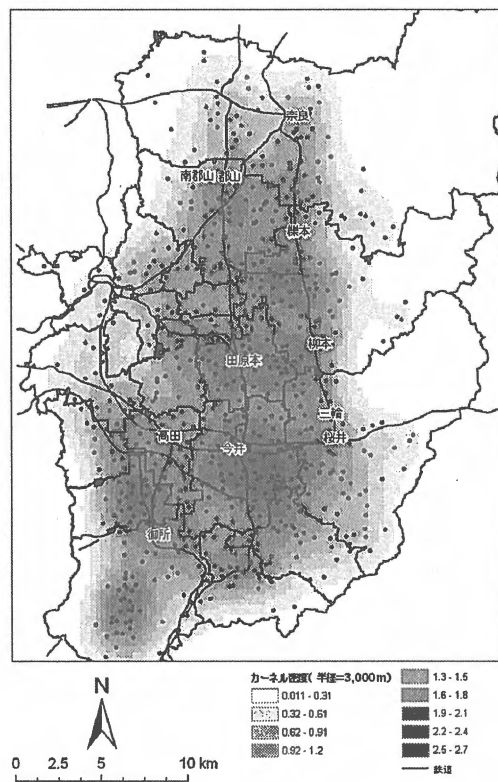 奈良
南郡山 郡山
櫟本
田原本
柳本
三輪
高田
今井
桜井
御所
カーネル密度( 半径=3,000m)
0.011 - 0.31
0.32 - 0.61
0.62 - 0.91
0.92 - 1.2
1.3 - 1.5
1.6 - 1.8
1.9 - 2.1
2.2 - 2.4
2.5 - 2.7
鉄道
N
0 2.5 5 10 km